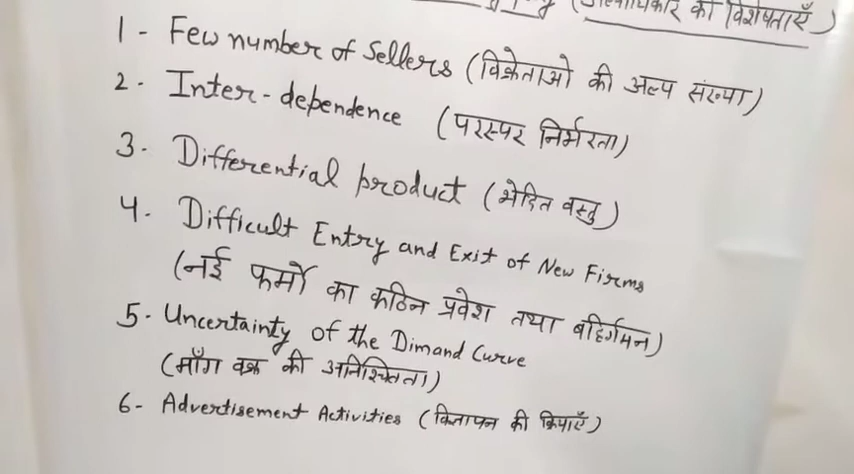 की विशेषताएँ)
1 - Few number of Sellers (विक्रेताओ की अल्प संख्या)
2. Inter-dependence (परस्पर निर्भरता)
3. Differential product (भेदित वस्तु)
4. Difficult Entry and Exit of New Firms
(नई फर्मो का कठिन प्रवेश तथा बहिर्गमन)
5. Uncertainty of the Dimand Curve
(माँग वक्र की अनिश्चितता)
6- Advertisement Activities (की क्रियाएँ)